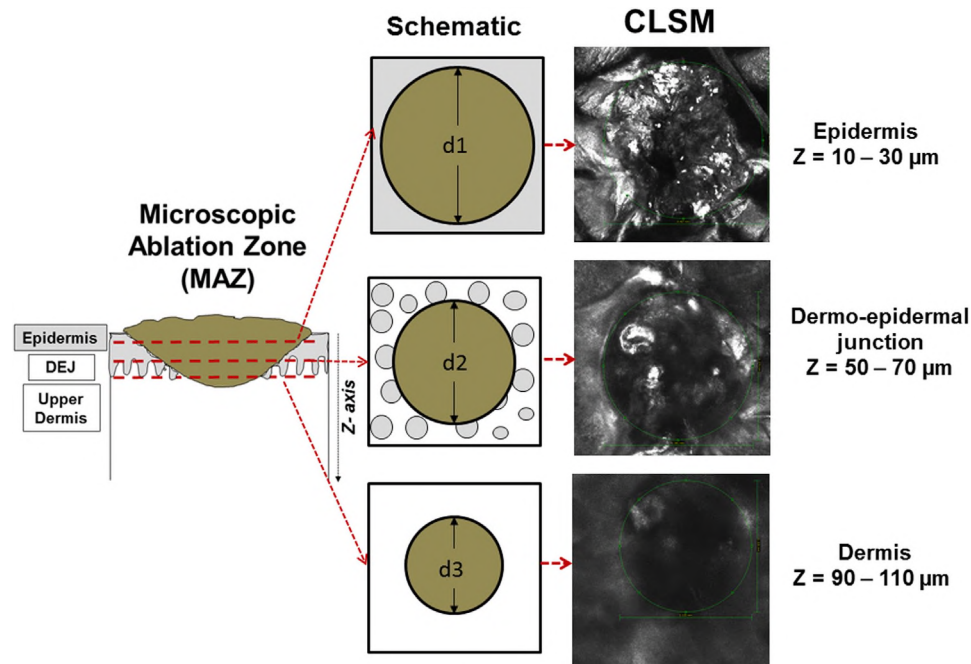 Schematic
CLSM
d1
Epidermis
Z = 10 – 30 µm
Microscopic
Ablation Zone
(MAZ)
Epidermis
DEJ
Upper
Dermis
Z- axis
d2
Dermo-epidermal
junction
Z = 50 – 70 µm
d3
Dermis
Z = 90 – 110 µm